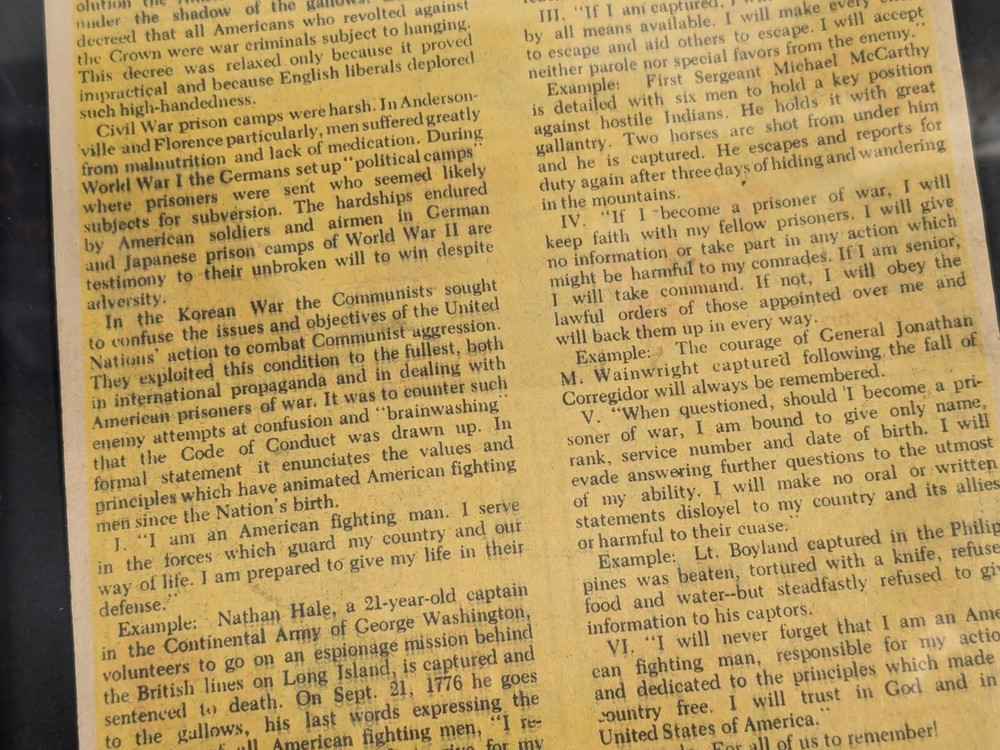 under the shadow of the gallows.
decreed that all Americans who revolted against
the Crown were war criminals subject to hanging.
This decree was relaxed only because it proved
impractical and because English liberals deplored
such high-handedness.
Civil War prison camps were harsh. In Anderson-
ville and Florence particularly, men suffered greatly
from malnutrition and lack of medication. During
World War I the Germans set up "political camps"
where prisoners were sent who seemed likely
subjects for subversion. The hardships endured
by American soldiers and airmen in German
and Japanese prison camps of World War II are
testimony to their unbroken will to win despite
adversity.
In the Korean War the Communists sought
to confuse the issues and objectives of the United
Nations' action to combat Communist aggression.
They exploited this condition to the fullest, both
in international propaganda and in dealing with
American prisoners of war. It was to counter such
enemy attempts at confusion and "brainwashing"
that the Code of Conduct was drawn up. In
formal statement it enunciates the values and
principles which have animated American fighting
men since the Nation's birth.
I. "I am an American fighting man. I serve
in the forces which guard my country and our
way of life. I am prepared to give my life in their
defense."
Example: Nathan Hale, a 21-year-old captain
in the Continental Army of George Washington,
volunteers to go on an espionage mission behind
the British lines on Long Island, is captured and
sentenced to death. On Sept. 21, 1776 he goes
to the gallows, his last words expressing the
of all American fighting men, "I re-
give for my
III. "If I am captured, I
by all means available. I will make every
to escape and aid others to escape. I will accept
neither parole nor special favors from the enemy."
Example: First Sergeant Michael McCarthy
is detailed with six men to hold a key position
against hostile Indians. He holds it with great
gallantry. Two horses are shot from under him
and he is captured. He escapes and reports for
duty again after three days of hiding and wandering
in the mountains.
IV. "If I become a prisoner of war, I will
keep faith with my fellow prisoners. I will give
no information or take part in any action which
might be harmful to my comrades. If I am senior,
I will take command. If not, I will obey the
lawful orders of those appointed over me and
will back them up in every way.
Example: The courage of General Jonathan
M. Wainwright captured following the fall of
Corregidor will always be remembered.
V. "When questioned, should I become a pri-
soner of war, I am bound to give only name,
rank, service number and date of birth. I will
evade answering further questions to the utmost
of my ability. I will make no oral or written
statements disloyel to my country and its allies
or harmful to their cuase."
Example: Lt. Boyland captured in the Philip
pines was beaten, tortured with a knife, refuse
food and water--but steadfastly refused to giv
information to his captors.
VI. "I will never forget that I am an Ame
can fighting man, responsible for my actio
and dedicated to the principles which made
country free. I will trust in God and in
United States of America."
For all of us to remember!